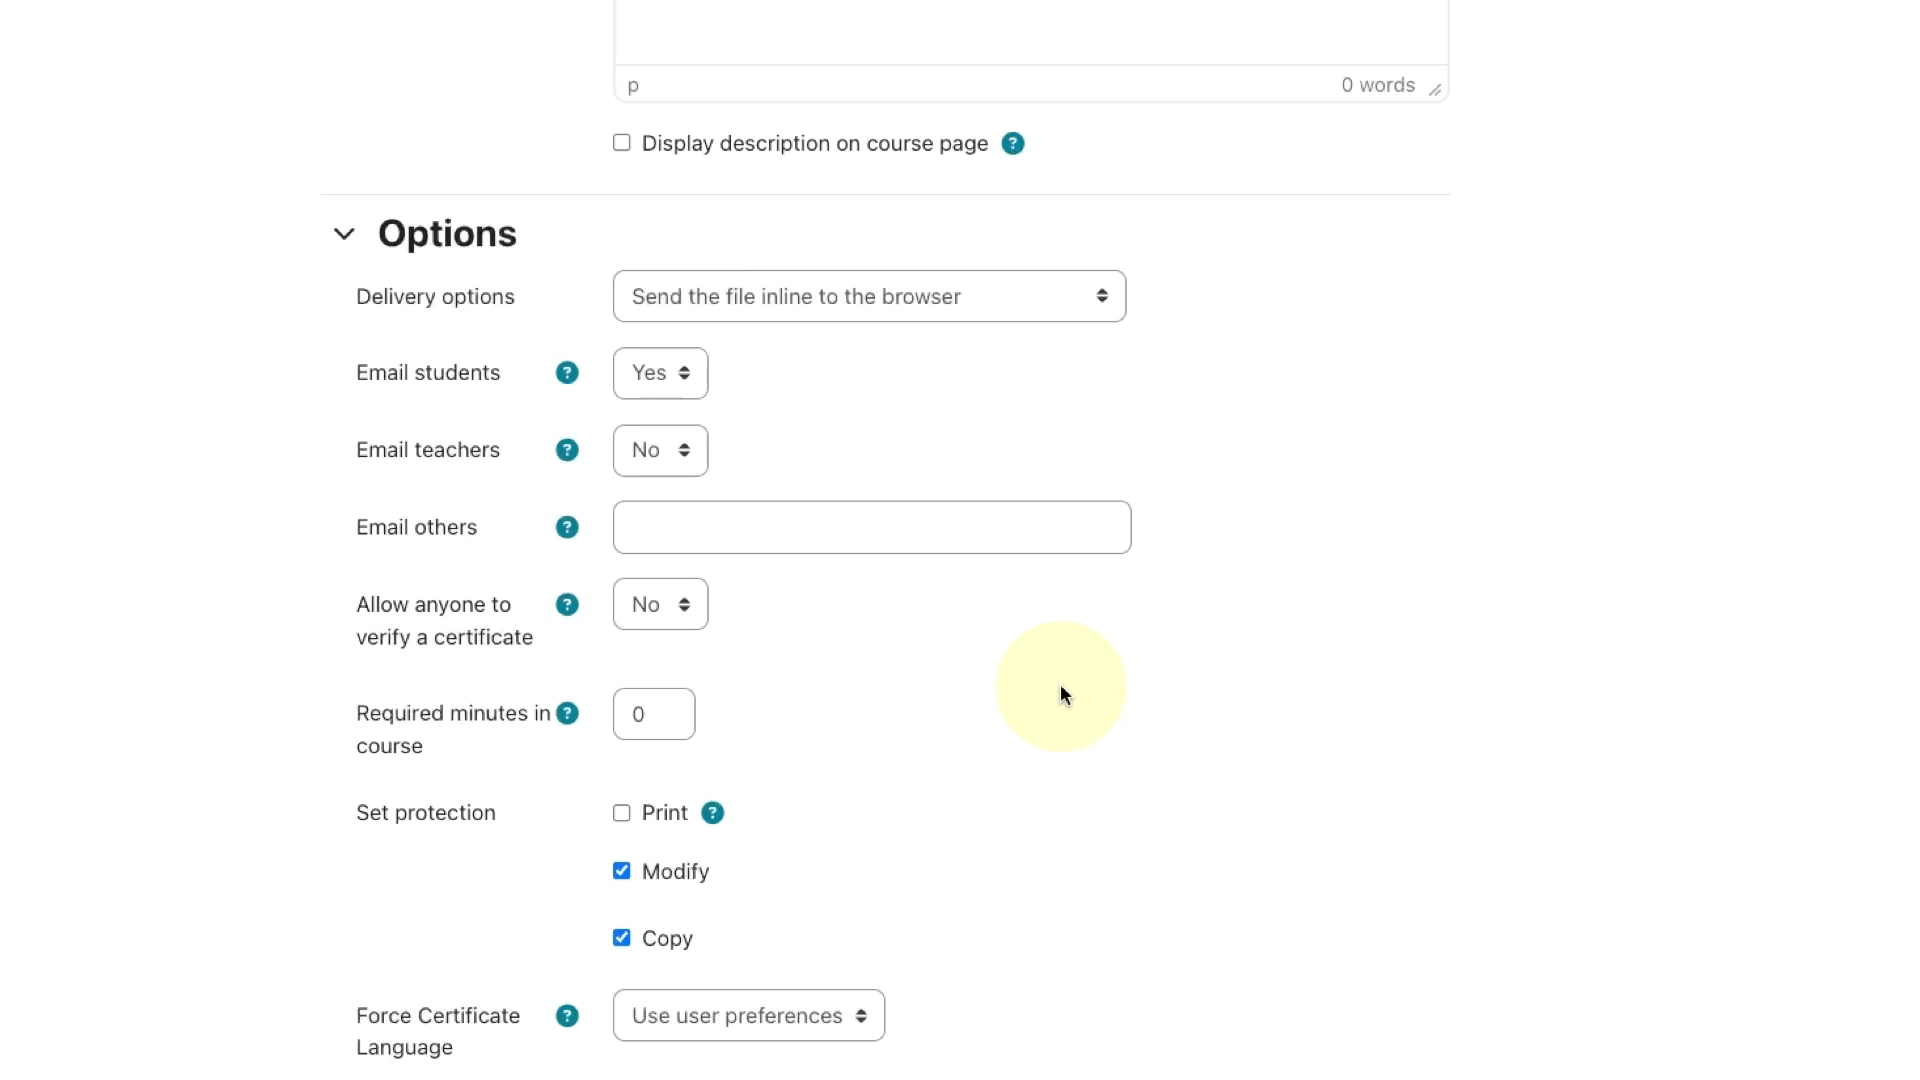 p 0 words
Display description on course page ?
Options
Delivery options Send the file inline to the browser
Email students ? Yes
Email teachers ? No
Email others ?
Allow anyone to ? No
verify a certificate
Required minutes in ? 0
course
Set protection Print ?
Modify
Copy
Force Certificate ? Use user preferences
Language